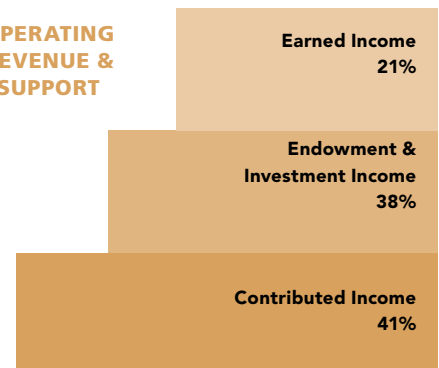 PERATING
EVENUE &
SUPPORT
Earned Income
21%
Endowment &
Investment Income
38%
Contributed Income
41%